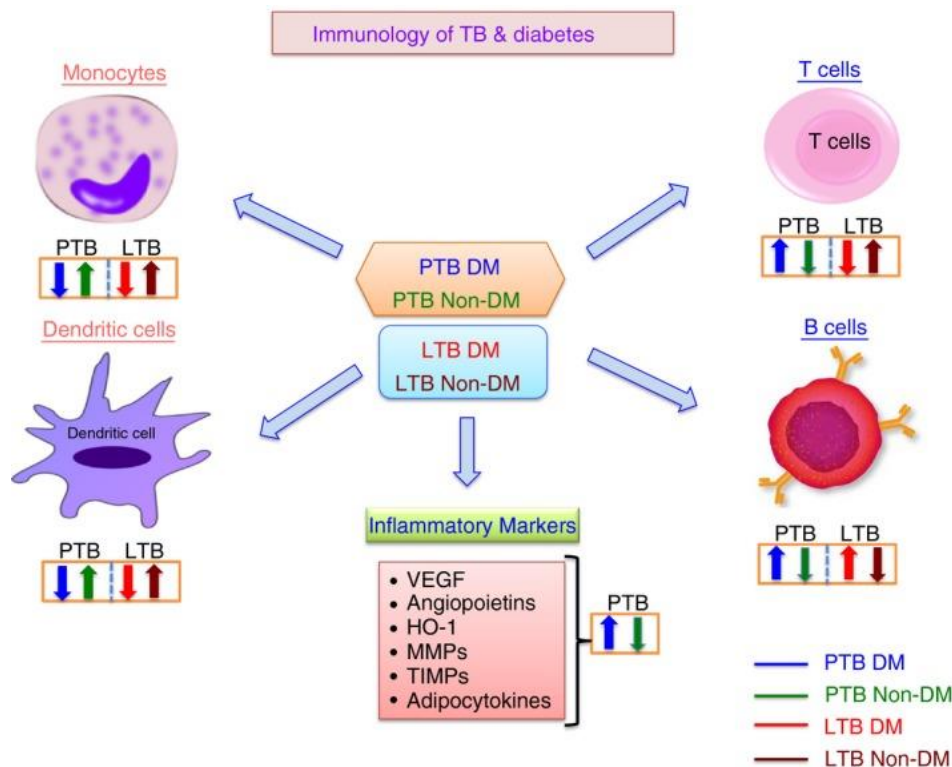 Immunology of TB & diabetes
Monocytes
PTB LTB
T cells
T cells
PTB LTB
PTB DM
PTB Non-DM
LTB DM
LTB Non-DM
Dendritic cells
Dendritic cell
PTB LTB
B cells
PTB LTB
Inflammatory Markers
• VEGF
• Angiopoietins
• HO-1
• MMPs
• TIMPs
• Adipocytokines
PTB
PTB DM
PTB Non-DM
LTB DM
LTB Non-DM